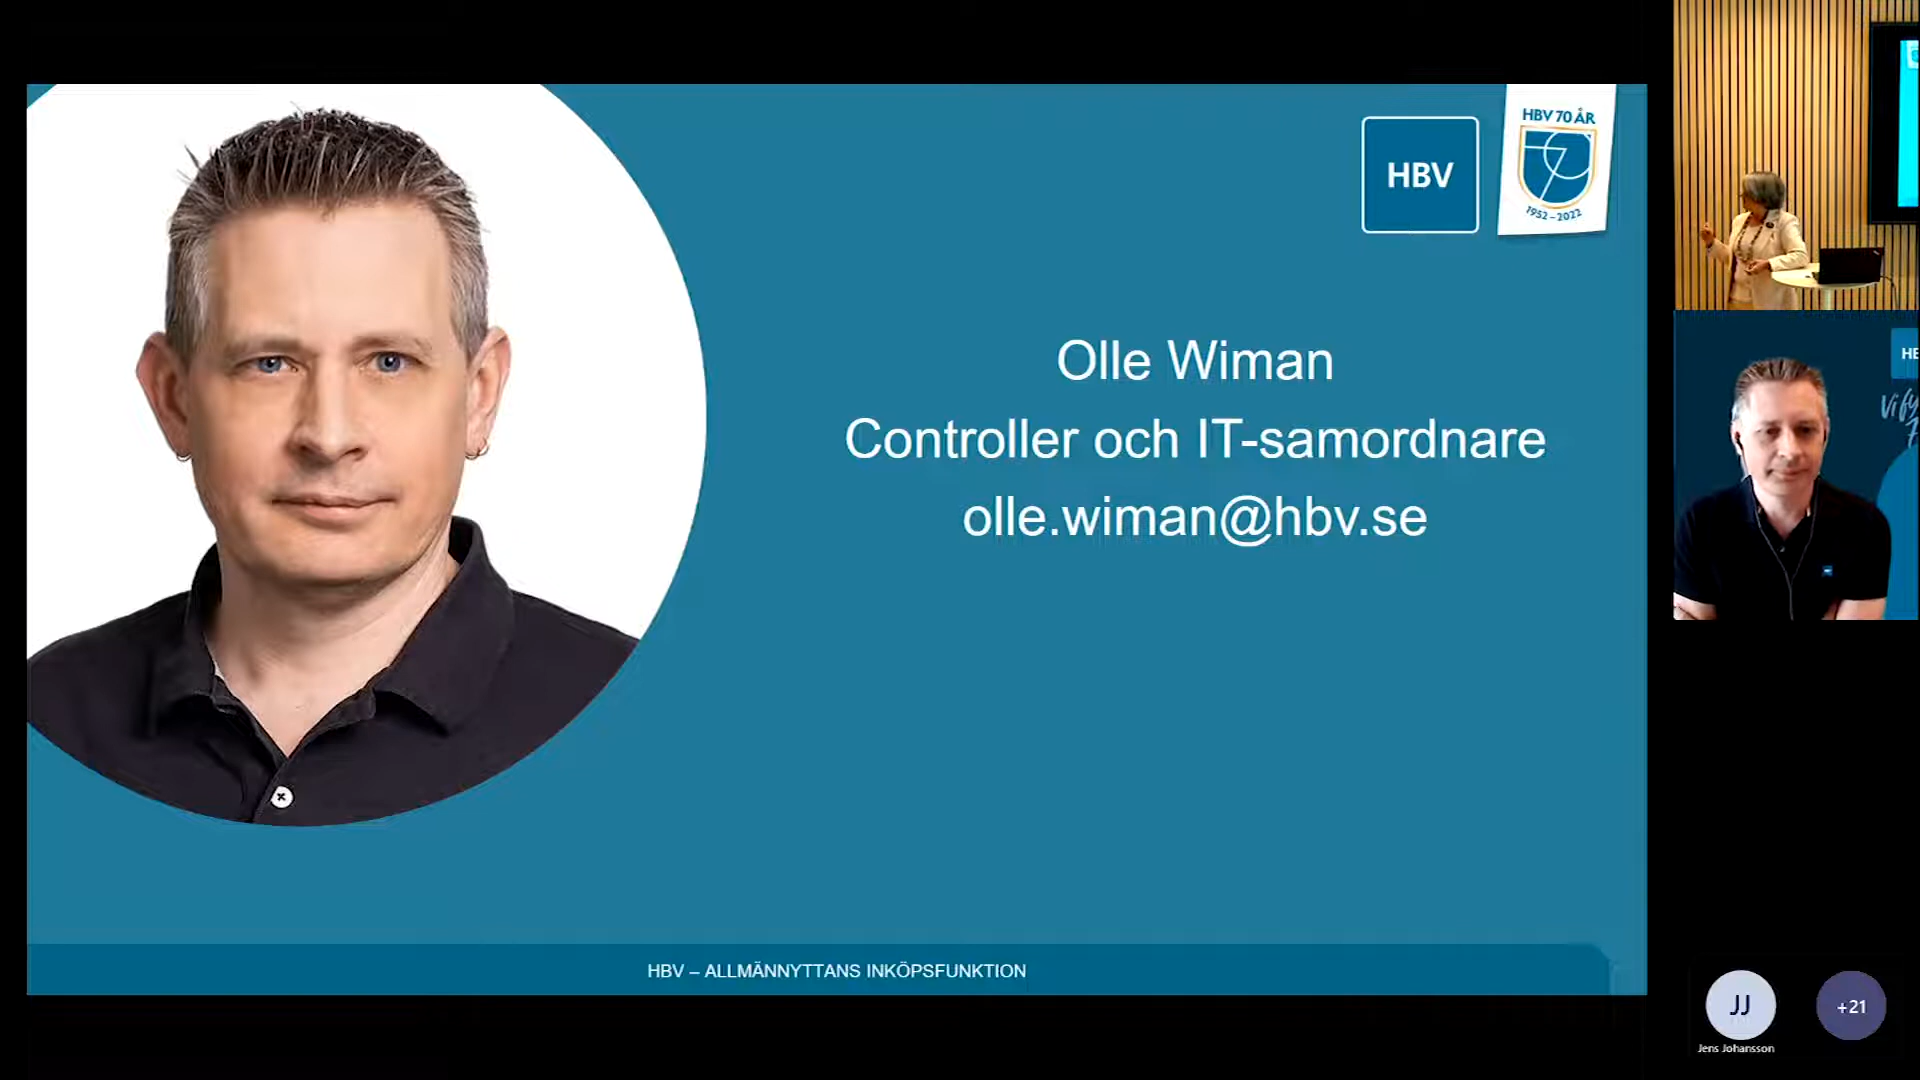 HBV
HBV 70 ÅR
1952–2022
Olle Wiman
Controller och IT-samordnare
olle.wiman@hbv.se
HBV – ALLMÄNNYTTANS INKÖPSFUNKTION
JJ
+21
Jens Johansson